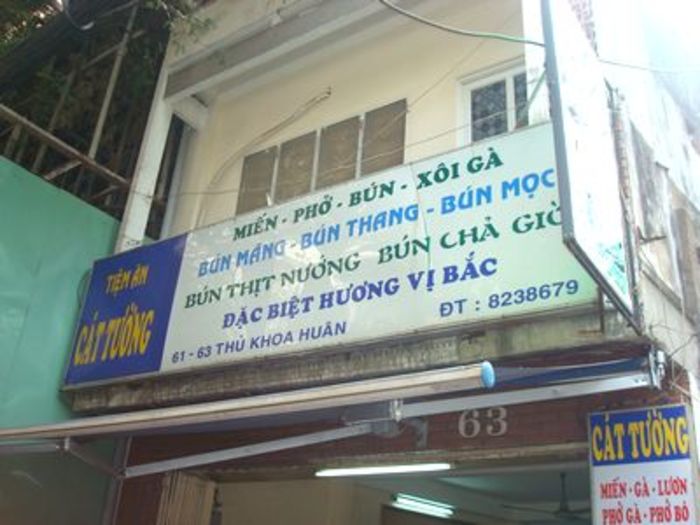 TIỆM ĂN
CÁT TƯỜNG
MIẾN - PHỞ - BÚN - XÔI GÀ
BÚN MĂNG - BÚN THANG - BÚN MỌC
BÚN THỊT NƯỚNG BÚN CHẢ GIÒ
ĐẶC BIỆT HƯƠNG VỊ BẮC
61 - 63 THỦ KHOA HUÂN
ĐT : 8238679
63
CÁT TƯỜNG
MIẾN - GÀ - LƯƠN
PHỞ GÀ - PHỞ BÒ